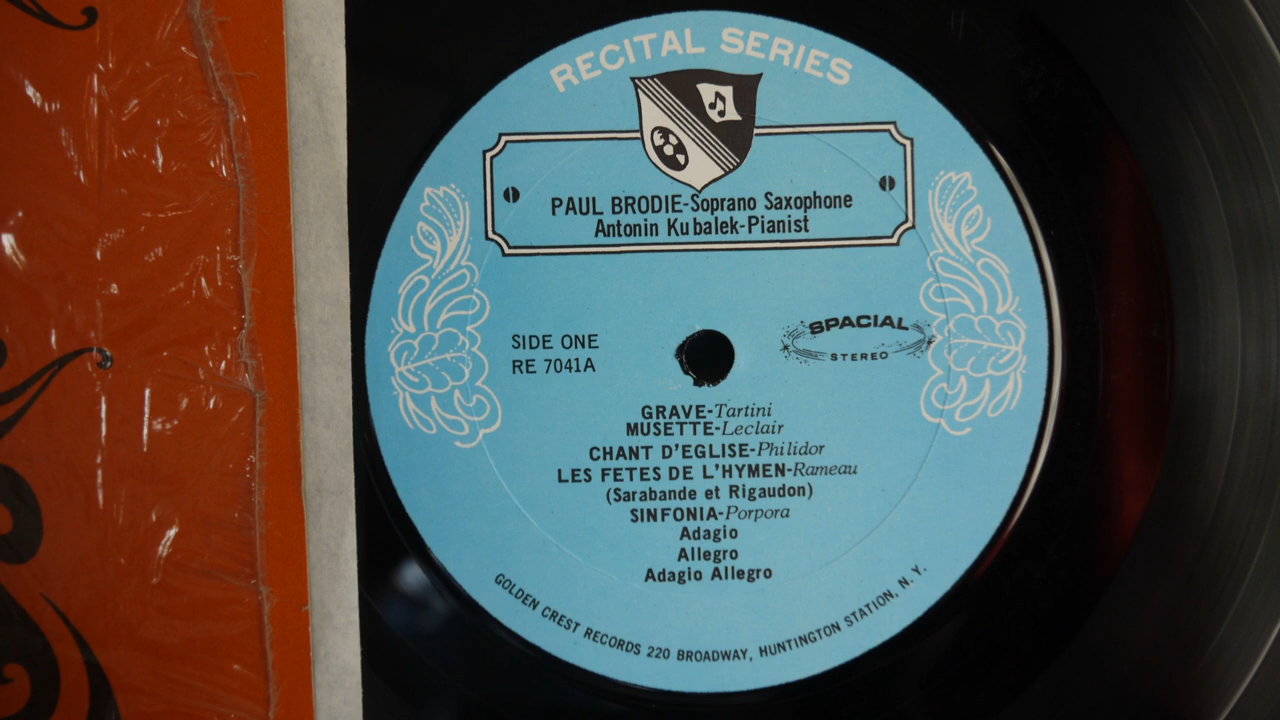 RECITAL SERIES
PAUL BRODIE-Soprano Saxophone
Antonin Kubalek-Pianist
SIDE ONE
RE 7041A
SPACIAL
STEREO
GRAVE-Tartini
MUSETTE-Leclair
CHANT D'EGLISE-Philidor
LES FETES DE L'HYMEN-Rameau
(Sarabande et Rigaudon)
SINFONIA-Porpora
Adagio
Allegro
Adagio Allegro
GOLDEN CREST RECORDS 220 BROADWAY, HUNTINGTON STATION, N. Y.